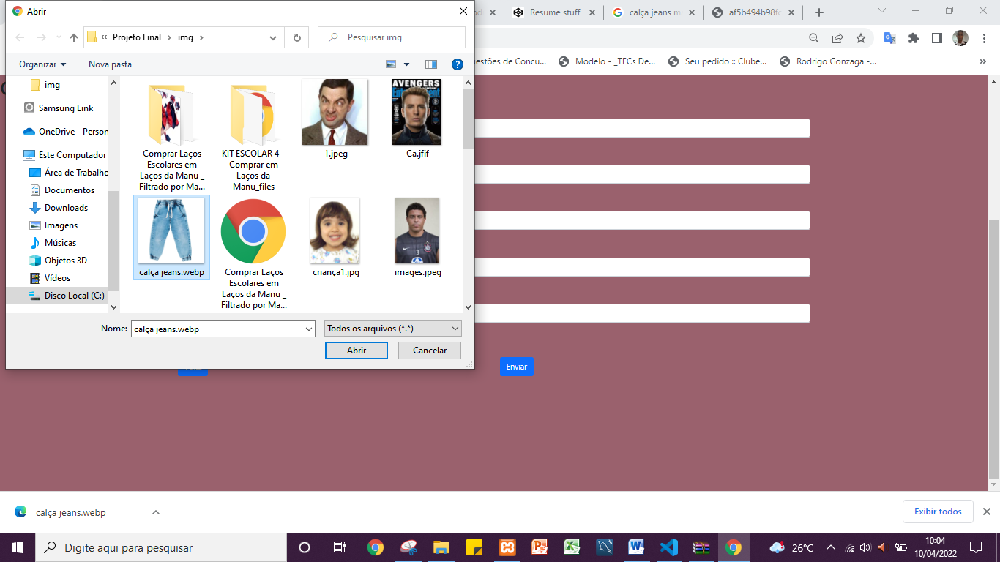 Abrir
Resume stuff
calça jeans m
af5b494b98f
Projeto Final
img
Pesquisar img
Organizar
Nova pasta
estões de Concu...
Modelo - _TECs De...
Seu pedido :: Clube...
Rodrigo Gonzaga -...
img
Samsung Link
OneDrive - Person
Este Computador
Área de Trabalho
Documentos
Downloads
Imagens
Músicas
Objetos 3D
Vídeos
Disco Local (C:)
Comprar Laços
Escolares em
Laços da Manu _
Filtrado por Ma...
KIT ESCOLAR 4 -
Comprar em
Laços da
Manu_files
1.jpeg
AVENGERS
Ca.jfif
calça jeans.webp
Comprar Laços
Escolares em
Laços da Manu _
Filtrado por Ma...
criança1.jpg
images.jpeg
Nome:
calça jeans.webp
Todos os arquivos (*.*)
Abrir
Cancelar
Enviar
calça jeans.webp
Exibir todos
Digite aqui para pesquisar
26°C
10:04
10/04/2022